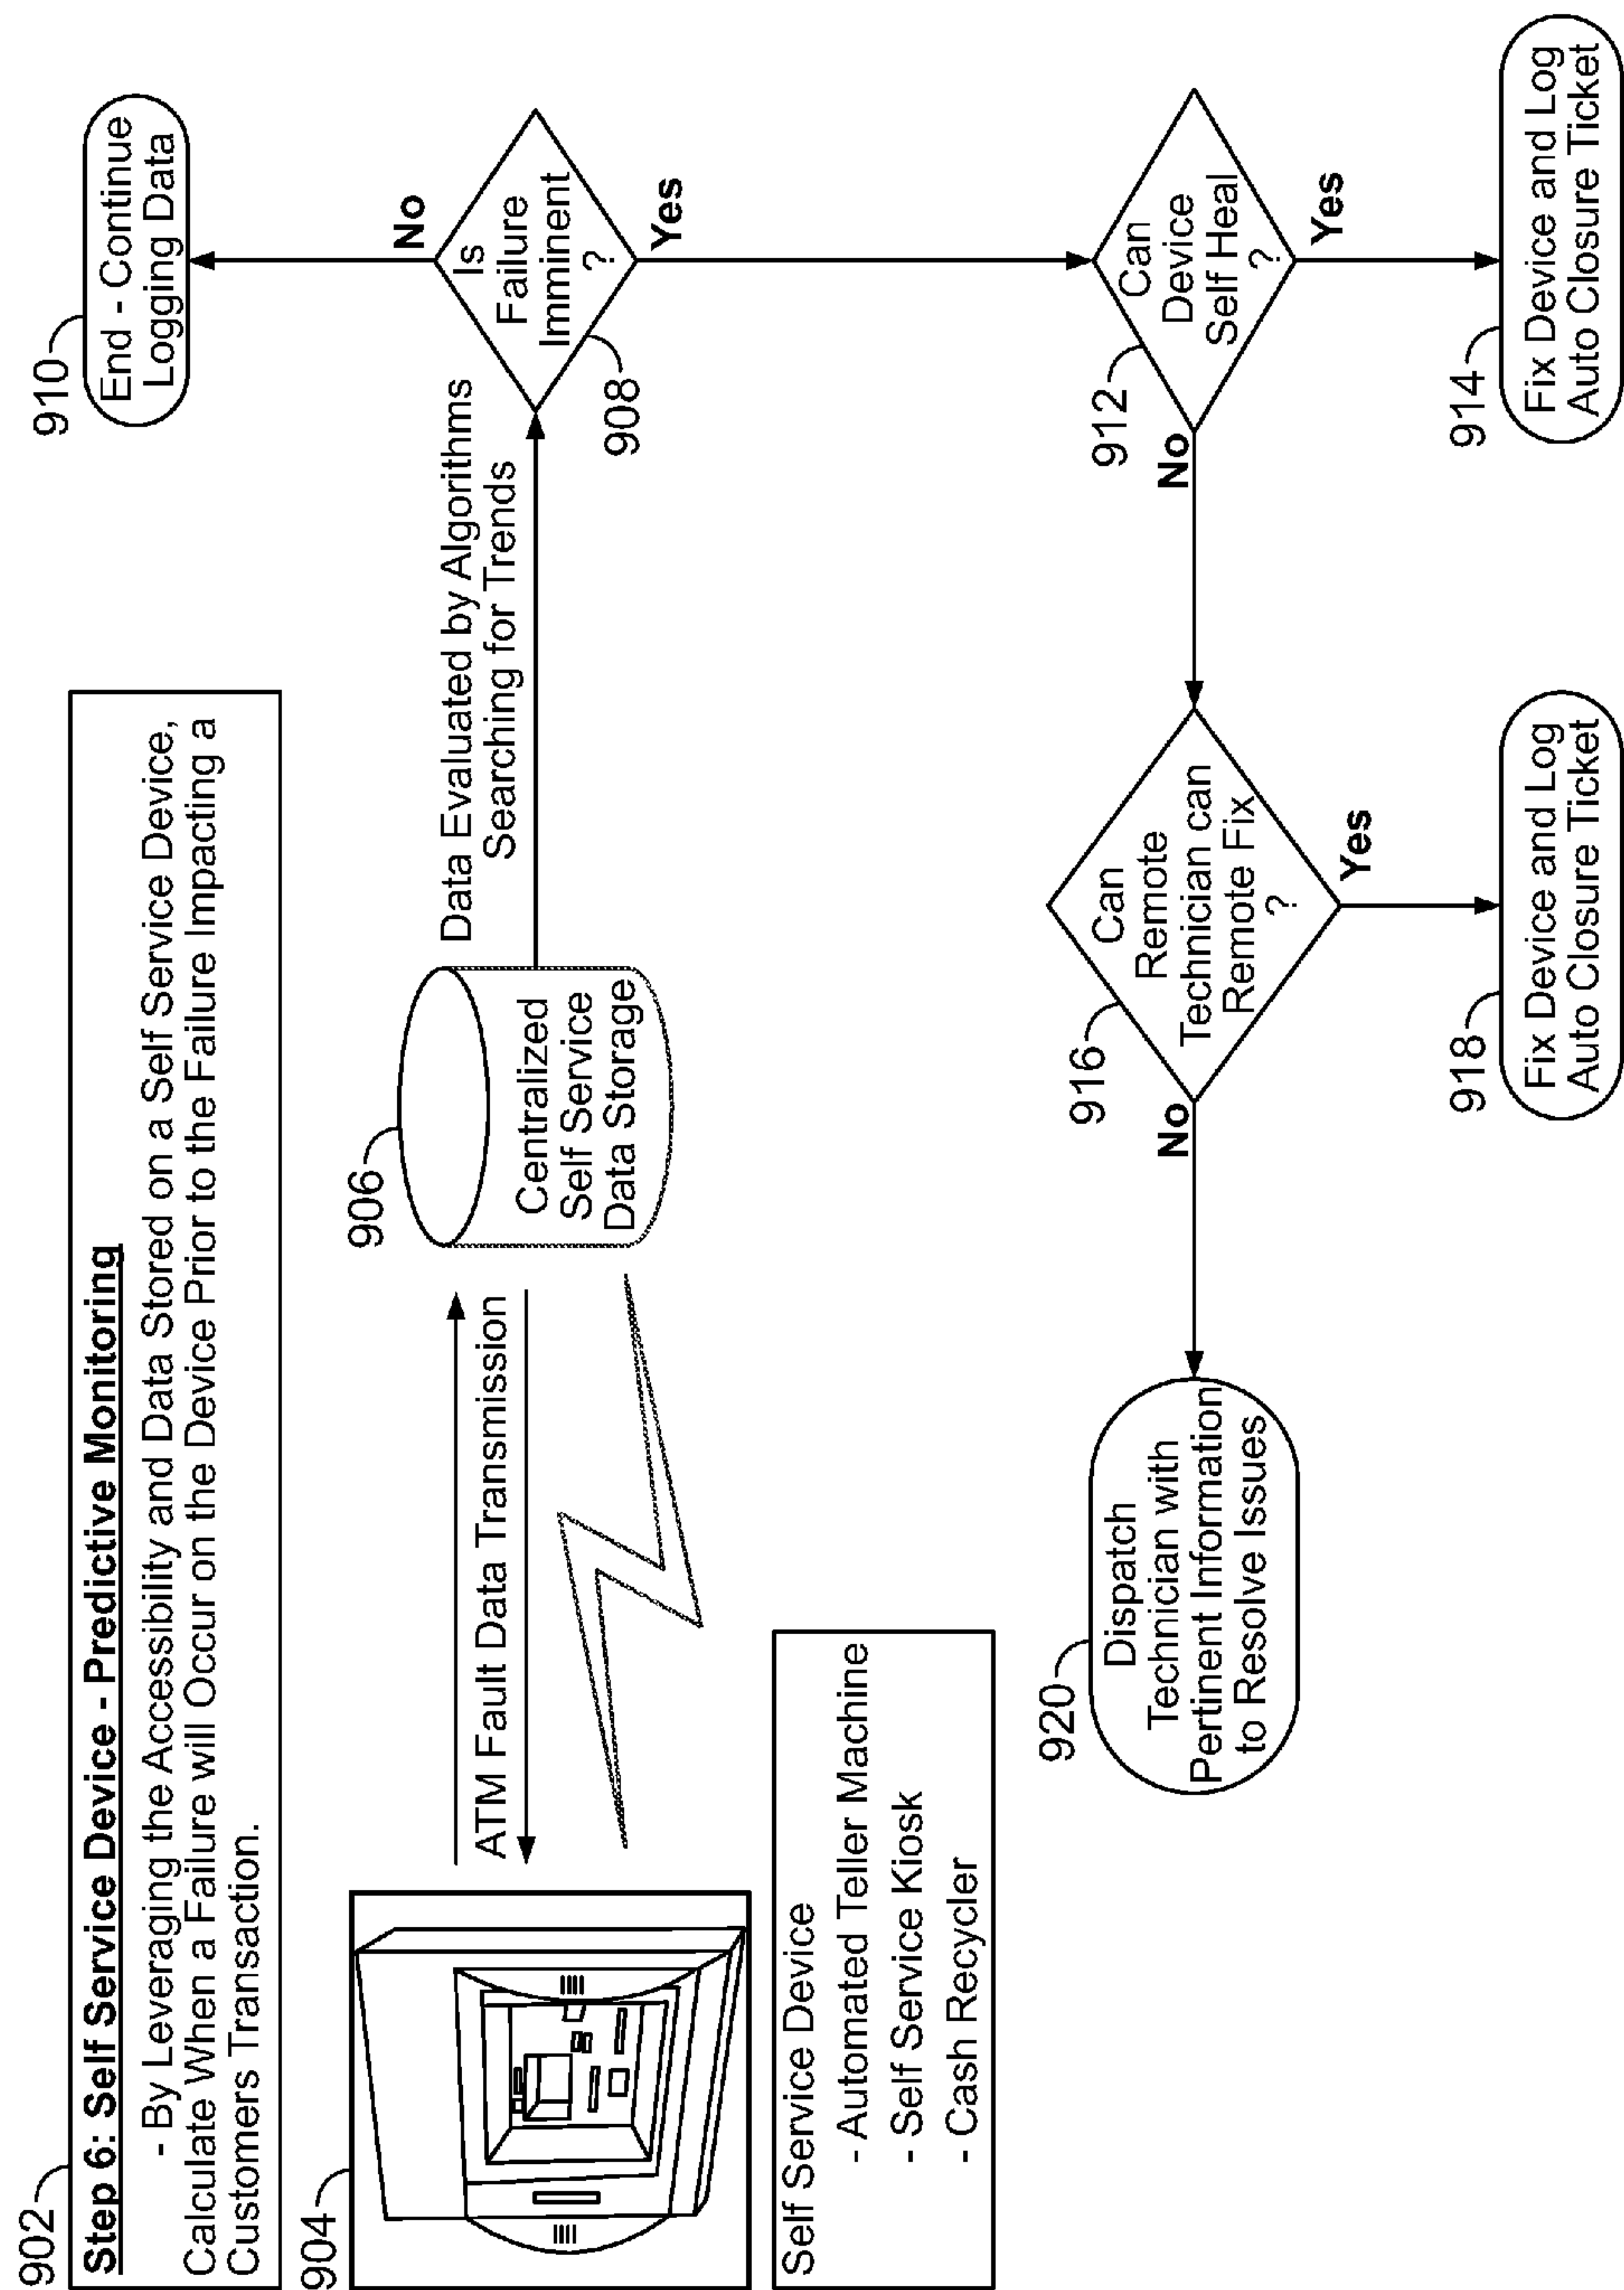 902
Step 6: Self Service Device - Predictive Monitoring
- By Leveraging the Accessibility and Data Stored on a Self Service Device,
Calculate When a Failure will Occur on the Device Prior to the Failure Impacting a
Customers Transaction.
904
ATM Fault Data Transmission
906
Centralized
Self Service
Data Storage
Data Evaluated by Algorithms
Searching for Trends
908
Is
Failure
Imminent
?
No
910
End - Continue
Logging Data
Yes
Self Service Device
- Automated Teller Machine
- Self Service Kiosk
- Cash Recycler
912
Can
Device
Self Heal
?
Yes
914
Fix Device and Log
Auto Closure Ticket
No
916
Can
Remote
Technician can
Remote Fix
?
Yes
918
Fix Device and Log
Auto Closure Ticket
No
920
Dispatch
Technician with
Pertinent Information
to Resolve Issues